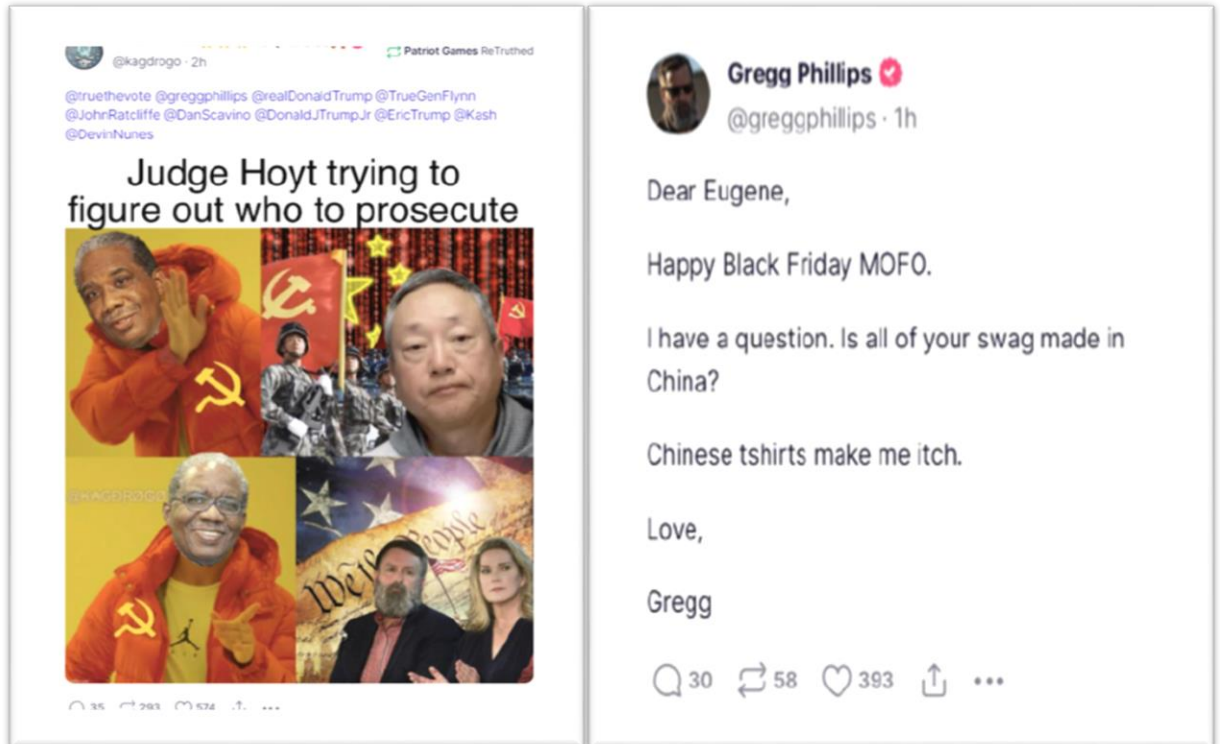 Patriot Games ReTruthed
@kagdrogo · 2h
@truethevote @greggphillips @realDonaldTrump @TrueGenFlynn
@JohnRatcliffe @DanScavino @DonaldJTrumpJr @EricTrump @Kash
@DevinNunes
Judge Hoyt trying to
figure out who to prosecute
@KAGDROGO
We People
35 293 574
Gregg Phillips
@greggphillips · 1h
Dear Eugene,
Happy Black Friday MOFO.
I have a question. Is all of your swag made in
China?
Chinese tshirts make me itch.
Love,
Gregg
30 58 393